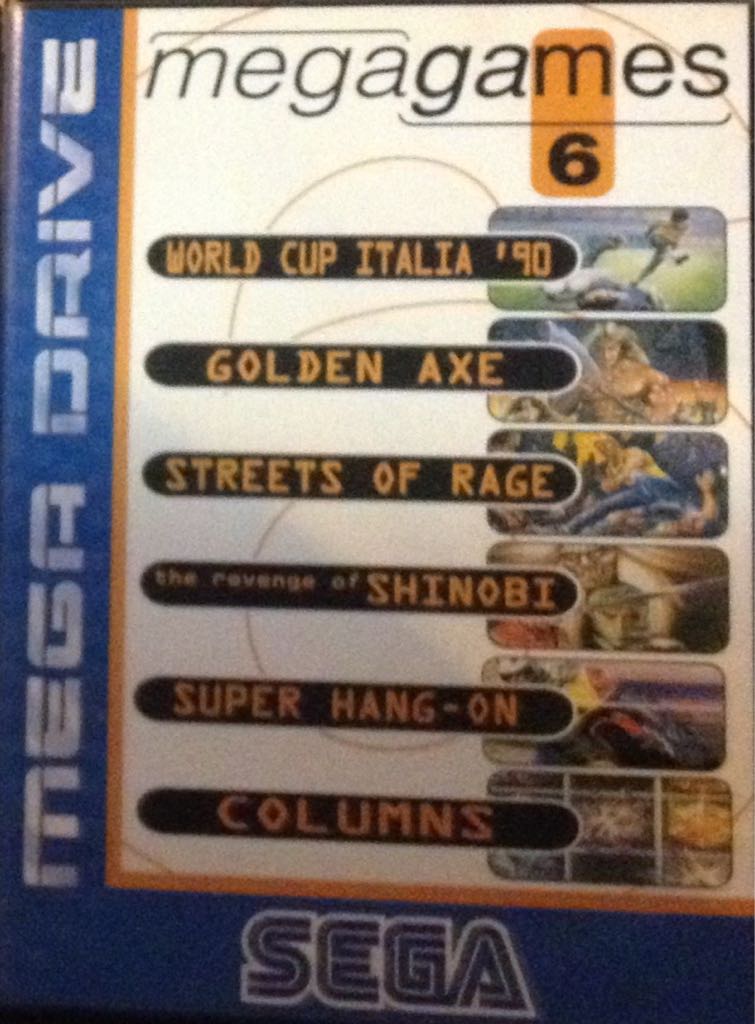 MEGA DRIVE
megagames
6
WORLD CUP ITALIA '90
GOLDEN AXE
STREETS OF RAGE
the revenge of SHINOBI
SUPER HANG-ON
COLUMNS
SEGA